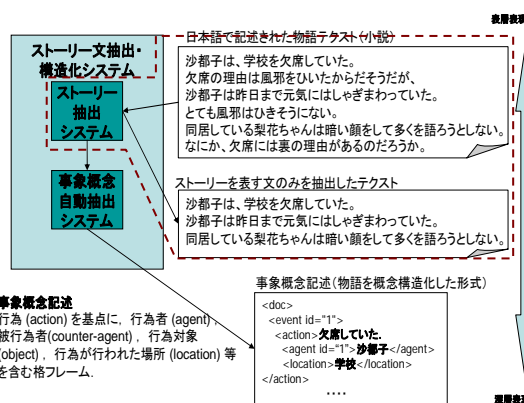 表層表現
日本語で記述された物語テキスト(小説)
ストーリー文抽出・
構造化システム
ストーリー
抽出
システム
事象概念
自動抽出
システム
沙都子は、学校を欠席していた。
欠席の理由は風邪をひいたからだそうだが、
沙都子は昨日まで元気にはしゃぎまわっていた。
とても風邪はひきそうにない。
同居している梨花ちゃんは暗い顔をして多くを語ろうとしない。
なにか、欠席には裏の理由があるのだろうか。
ストーリーを表す文のみを抽出したテキスト
沙都子は、学校を欠席していた。
沙都子は昨日まで元気にはしゃぎまわっていた。
同居している梨花ちゃんは暗い顔をして多くを語ろうとしない。
事象概念記述(物語を概念構造化した形式)
<doc>
<event id="1">
<action>欠席していた.
<agent id="1">沙都子</agent>
<location>学校</location>
</action>
....
事象概念記述
行為 (action) を基点に, 行為者 (agent) ,
被行為者(counter-agent) , 行為対象
(object) , 行為が行われた場所 (location) 等
を含む格フレーム.
深層表現